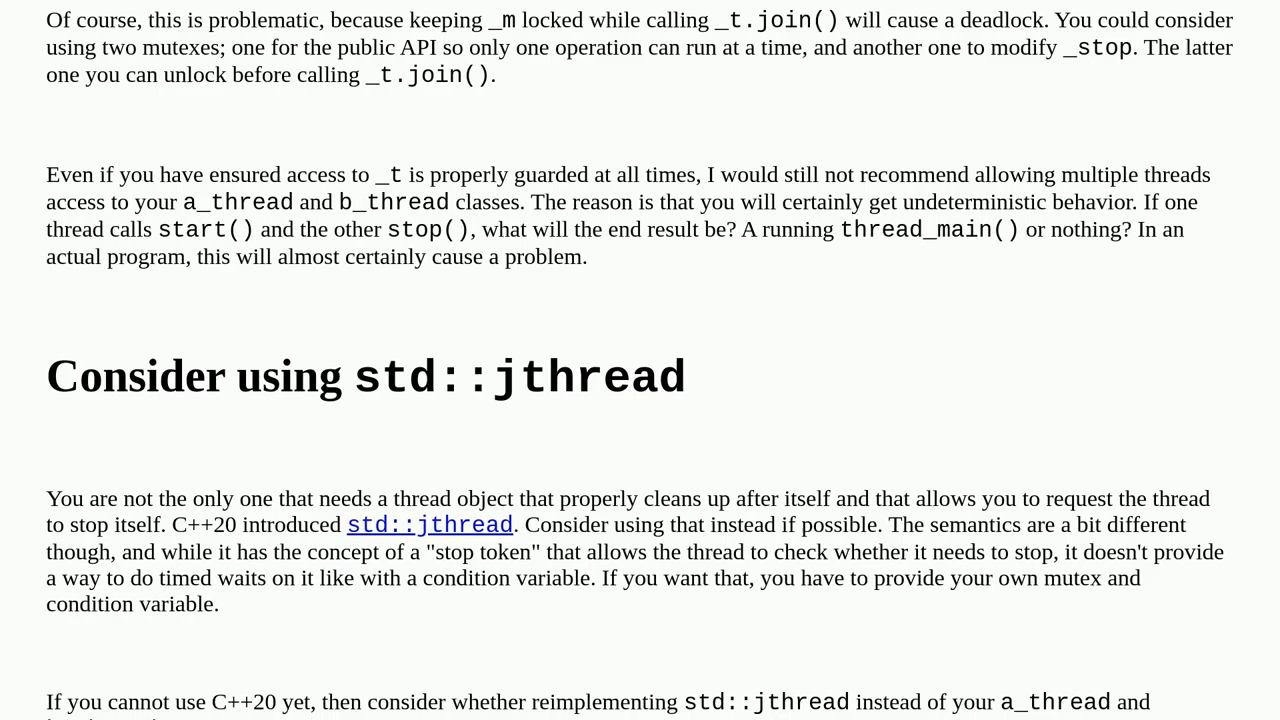 Of course, this is problematic, because keeping _m locked while calling _t.join() will cause a deadlock. You could consider
using two mutexes; one for the public API so only one operation can run at a time, and another one to modify _stop. The latter
one you can unlock before calling _t.join().
Even if you have ensured access to _t is properly guarded at all times, I would still not recommend allowing multiple threads
access to your a_thread and b_thread classes. The reason is that you will certainly get undeterministic behavior. If one
thread calls start() and the other stop(), what will the end result be? A running thread_main() or nothing? In an
actual program, this will almost certainly cause a problem.
Consider using std::jthread
You are not the only one that needs a thread object that properly cleans up after itself and that allows you to request the thread
to stop itself. C++20 introduced std::jthread. Consider using that instead if possible. The semantics are a bit different
though, and while it has the concept of a "stop token" that allows the thread to check whether it needs to stop, it doesn't provide
a way to do timed waits on it like with a condition variable. If you want that, you have to provide your own mutex and
condition variable.
If you cannot use C++20 yet, then consider whether reimplementing std::jthread instead of your a_thread and